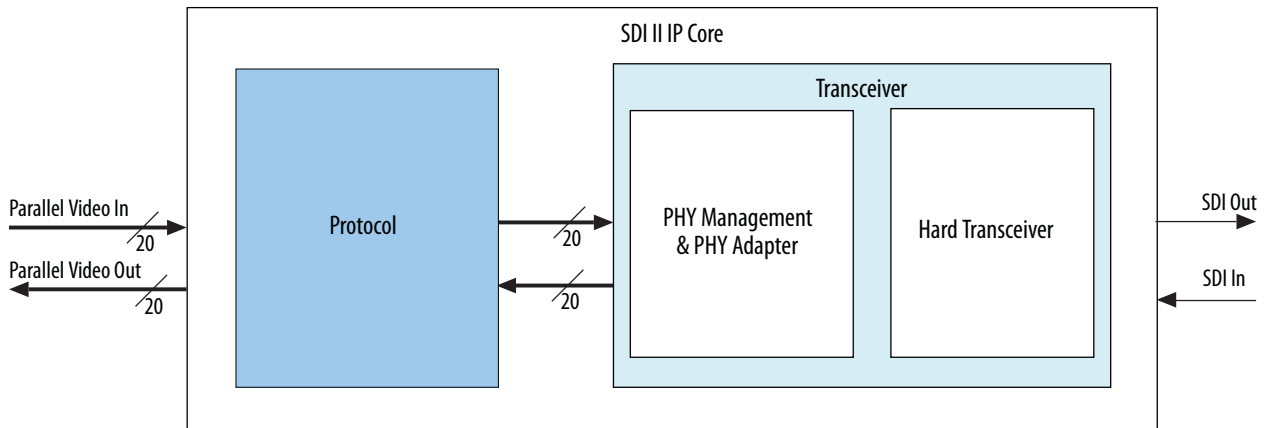 SDI II IP Core
Transceiver
Parallel Video In
20
Parallel Video Out
20
Protocol
20
20
PHY Management
& PHY Adapter
Hard Transceiver
SDI Out
SDI In